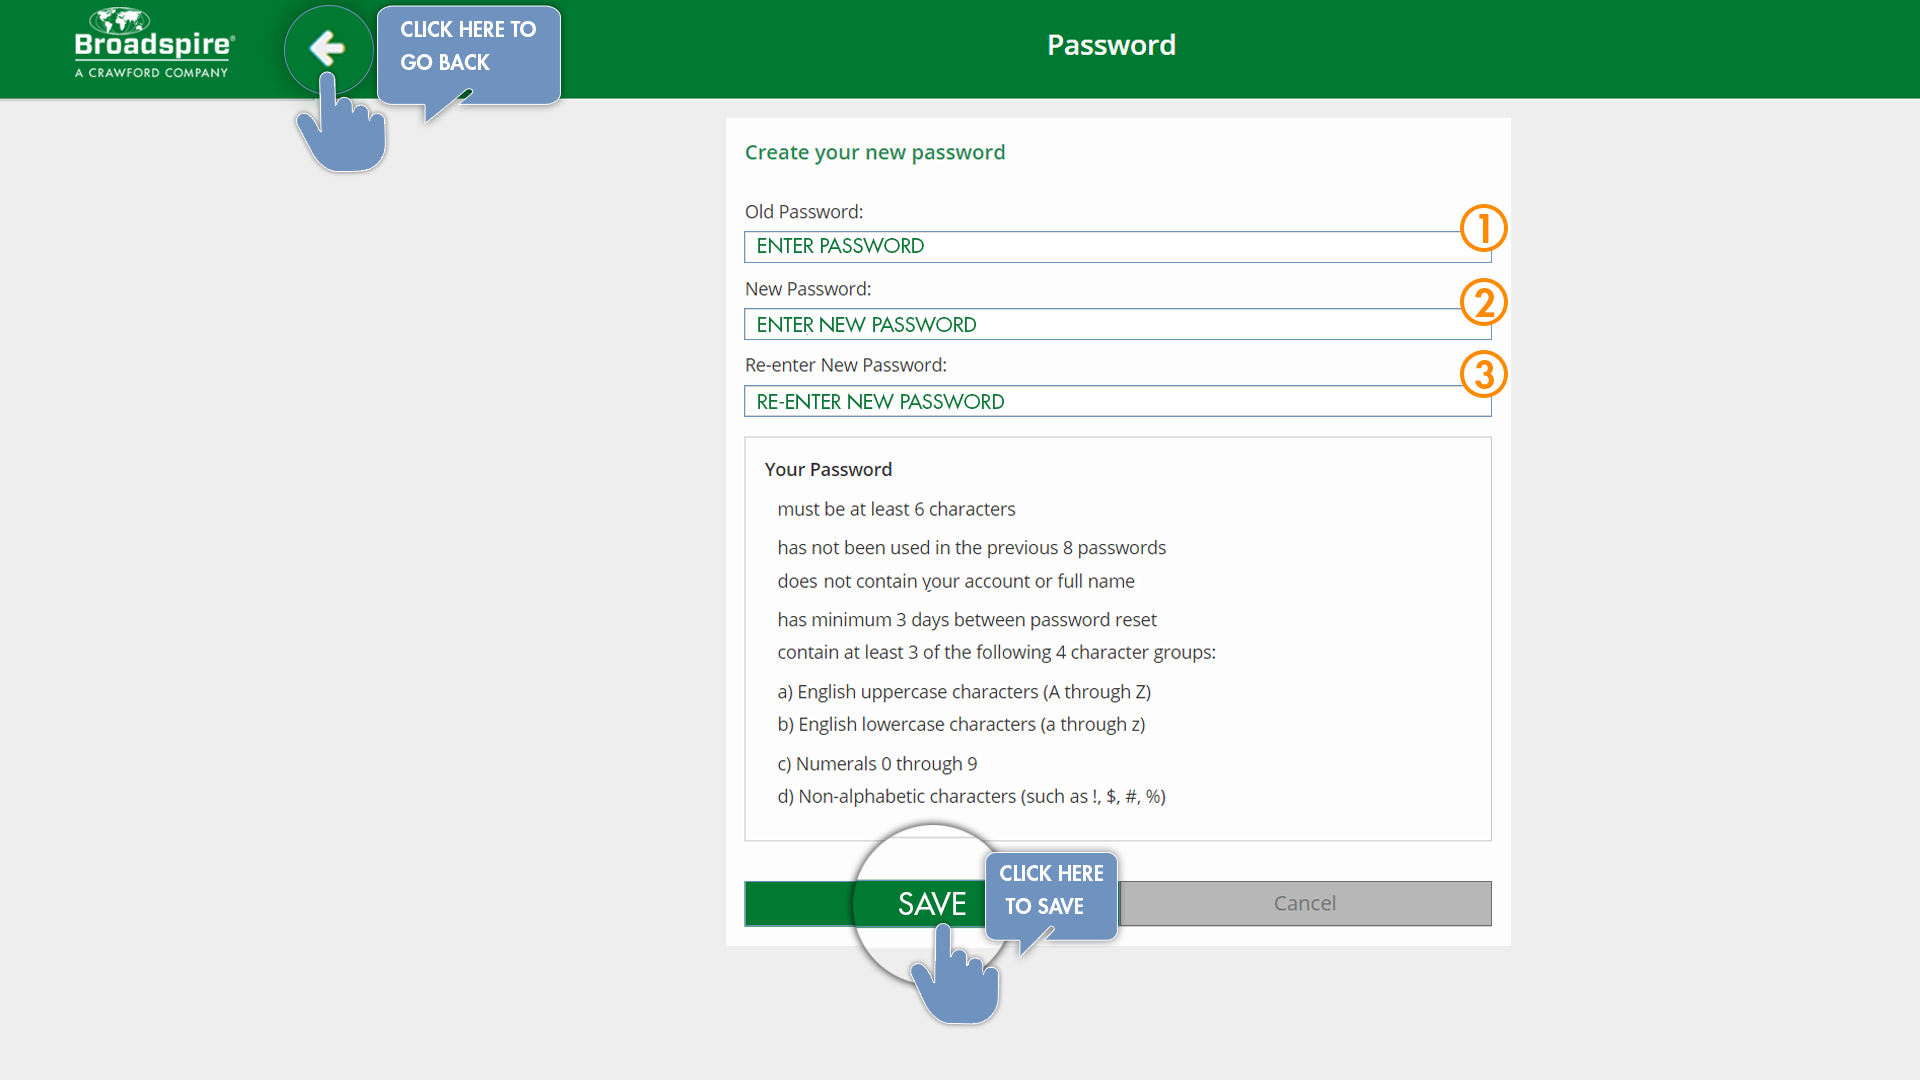 Broadspire®
A CRAWFORD COMPANY
CLICK HERE TO
GO BACK
Password
Create your new password
Old Password:
1
ENTER PASSWORD
New Password:
2
ENTER NEW PASSWORD
Re-enter New Password:
3
RE-ENTER NEW PASSWORD
Your Password
must be at least 6 characters
has not been used in the previous 8 passwords
does not contain your account or full name
has minimum 3 days between password reset
contain at least 3 of the following 4 character groups:
a) English uppercase characters (A through Z)
b) English lowercase characters (a through z)
c) Numerals 0 through 9
d) Non-alphabetic characters (such as !, $, #, %)
SAVE
CLICK HERE
TO SAVE
Cancel